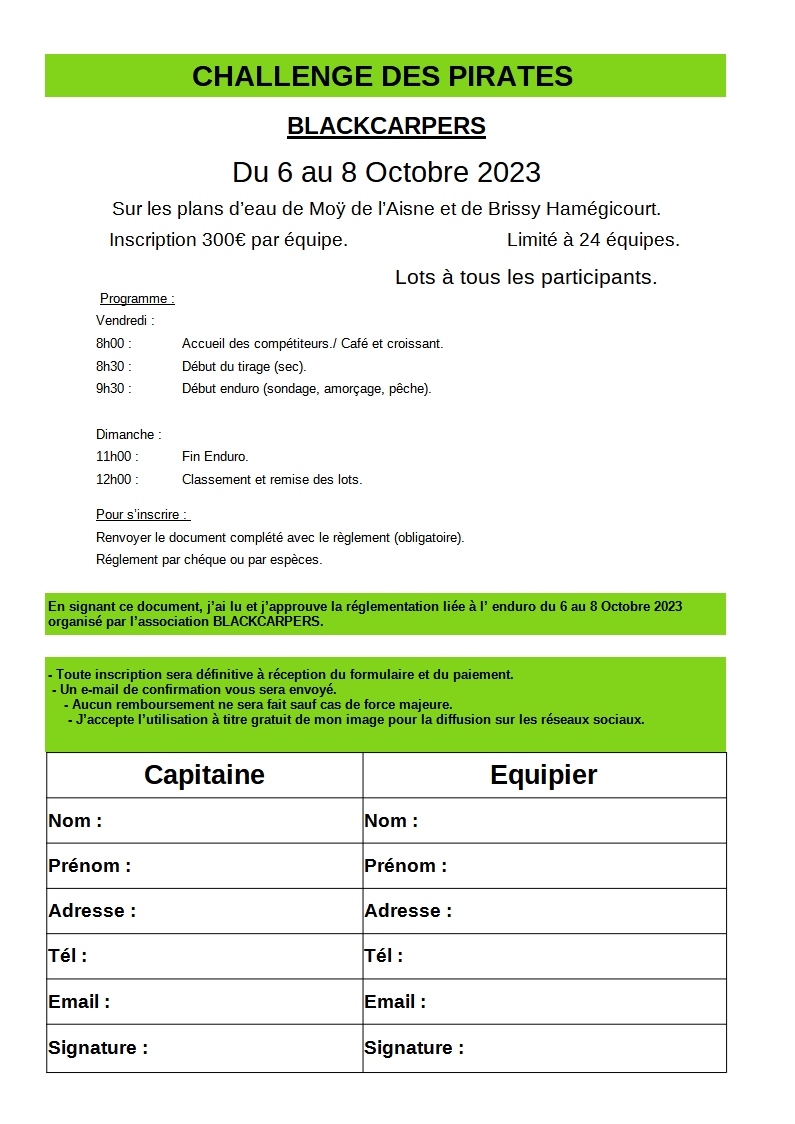 CHALLENGE DES PIRATES
BLACKCARPERS
Du 6 au 8 Octobre 2023
Sur les plans d’eau de Moÿ de l’Aisne et de Brissy Hamégicourt.
Inscription 300€ par équipe. Limité à 24 équipes.
Lots à tous les participants.
Programme :
Vendredi :
8h00 : Accueil des compétiteurs./ Café et croissant.
8h30 : Début du tirage (sec).
9h30 : Début enduro (sondage, amorçage, pêche).
Dimanche :
11h00 : Fin Enduro.
12h00 : Classement et remise des lots.
Pour s’inscrire :
Renvoyer le document complété avec le règlement (obligatoire).
Réglement par chéque ou par espèces.
En signant ce document, j’ai lu et j’approuve la réglementation liée à l’ enduro du 6 au 8 Octobre 2023
organisé par l’association BLACKCARPERS.
- Toute inscription sera définitive à réception du formulaire et du paiement.
- Un e-mail de confirmation vous sera envoyé.
- Aucun remboursement ne sera fait sauf cas de force majeure.
- J’accepte l’utilisation à titre gratuit de mon image pour la diffusion sur les réseaux sociaux.
Capitaine Equipier
Nom : Nom :
Prénom : Prénom :
Adresse : Adresse :
Tél : Tél :
Email : Email :
Signature : Signature :